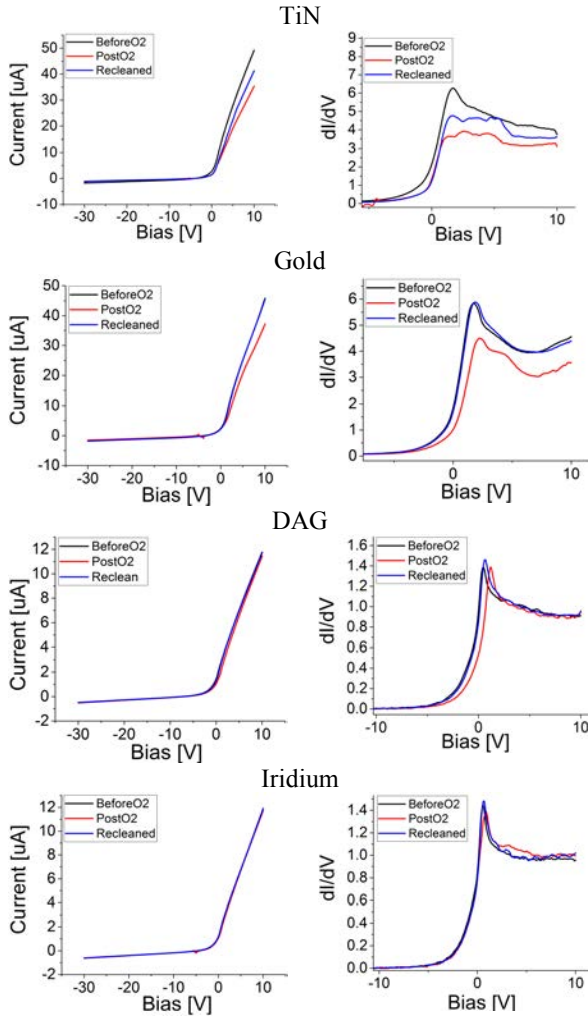 TiN
BeforeO2
PostO2
Recleaned
Current [uA]
50
40
30
20
10
0
-10
-30
-20
-10
0
10
Bias [V]
BeforeO2
PostO2
Recleaned
dI/dV
8
7
6
5
4
3
2
1
0
0
10
Bias [V]
Gold
BeforeO2
PostO2
Recleaned
Current [uA]
50
40
30
20
10
0
-10
-30
-20
-10
0
10
Bias [V]
BeforeO2
PostO2
Recleaned
dI/dV
7
6
5
4
3
2
1
0
0
10
Bias [V]
DAG
BeforeO2
PostO2
Reclean
Current [uA]
12
10
8
6
4
2
0
-2
-30
-20
-10
0
10
Bias [V]
BeforeO2
PostO2
Recleaned
dI/dV
1.8
1.6
1.4
1.2
1.0
0.8
0.6
0.4
0.2
0.0
-10
0
10
Bias [V]
Iridium
BeforeO2
PostO2
Recleaned
Current [uA]
12
10
8
6
4
2
0
-2
-30
-20
-10
0
10
Bias [V]
BeforeO2
PostO2
Recleaned
dI/dV
1.4
1.2
1.0
0.8
0.6
0.4
0.2
0.0
-10
0
10
Bias [V]